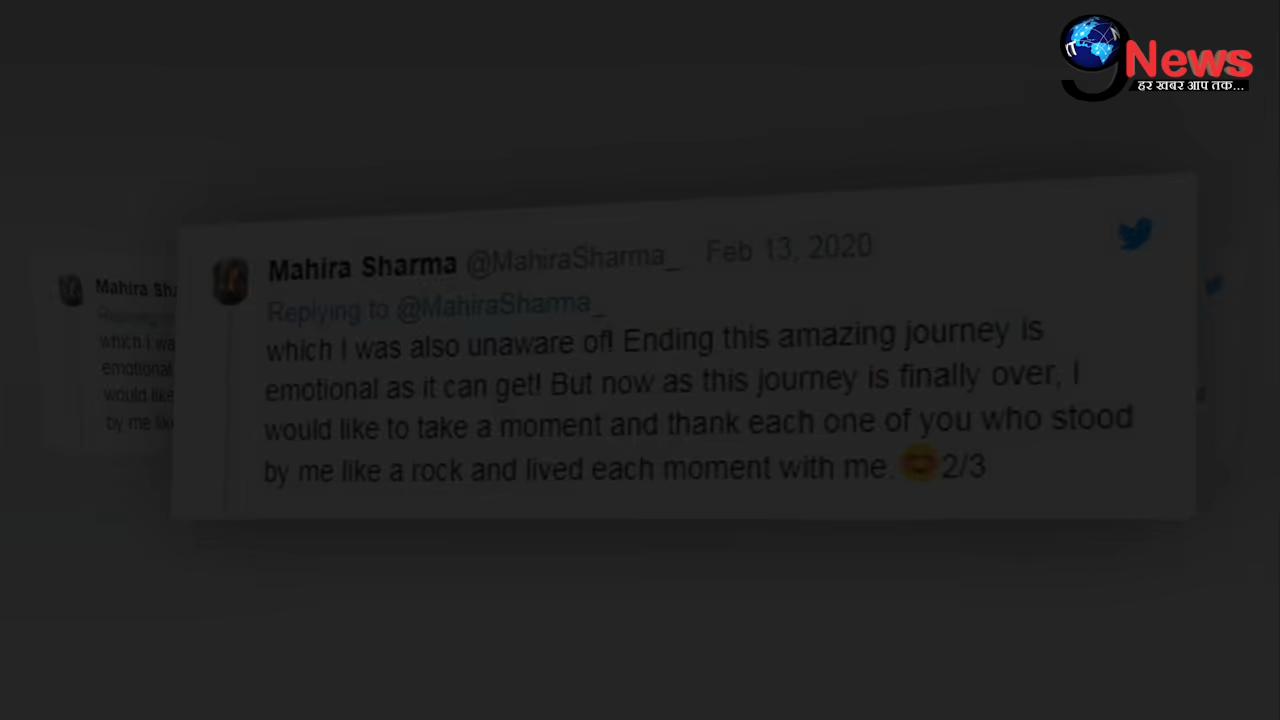 9 News
हर खबर आप तक...
Mahira Sharma @MahiraSharma_ Feb 13, 2020
Replying to @MahiraSharma_
which I was also unaware of! Ending this amazing journey is
emotional as it can get! But now as this journey is finally over, I
would like to take a moment and thank each one of you who stood
by me like a rock and lived each moment with me.😊2/3
Mahira Sha
Replying
which I wa
emotional
would like
by me lik